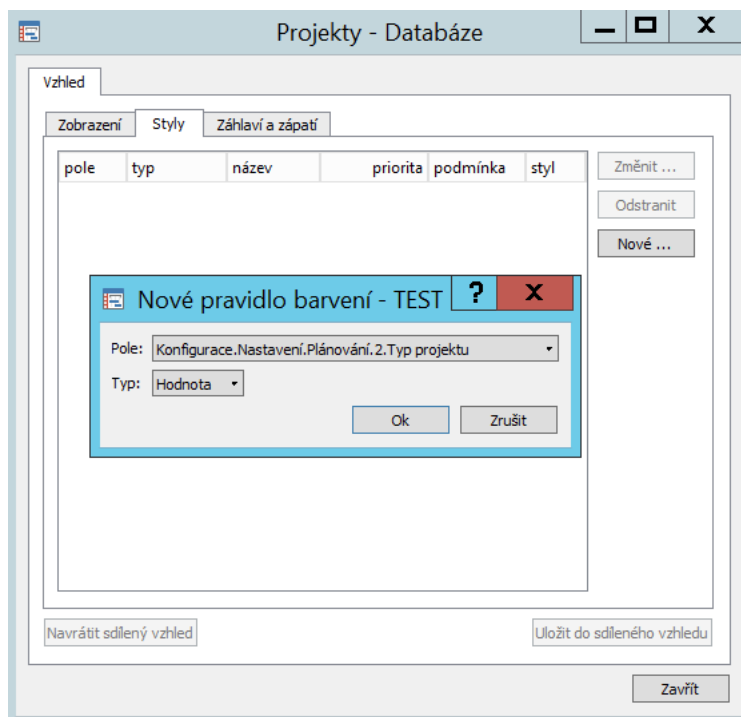 Projekty - Databáze
Vzhled
Zobrazení Styly Záhlaví a zápatí
pole typ název priorita podmínka styl
Změnit ...
Odstranit
Nové ...
Nové pravidlo barvení - TEST ? X
Pole: Konfigurace.Nastavení.Plánování.2.Typ projektu
Typ: Hodnota
Ok Zrušit
Navrátit sdílený vzhled Uložit do sdíleného vzhledu
Zavřít